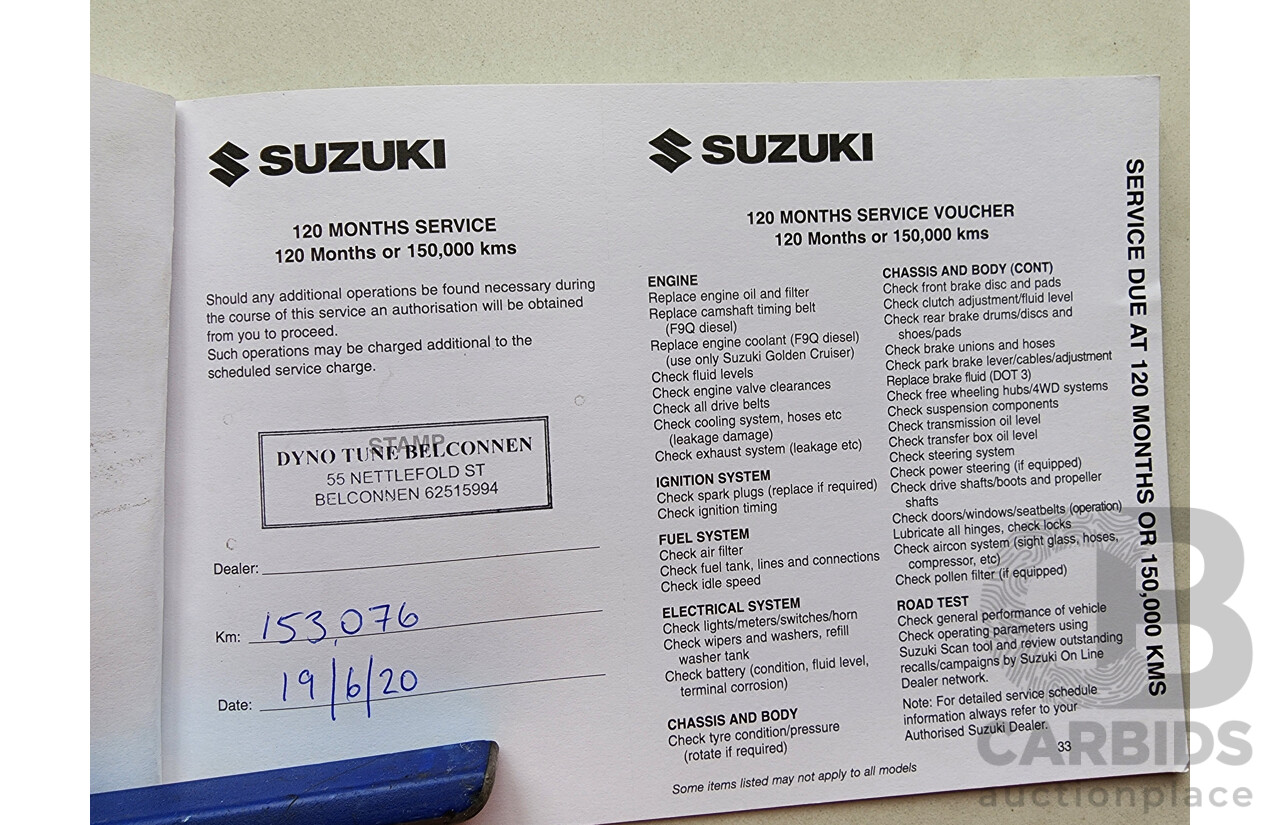 SUZUKI
120 MONTHS SERVICE
120 Months or 150,000 kms
Should any additional operations be found necessary during
the course of this service an authorisation will be obtained
from you to proceed.
Such operations may be charged additional to the
scheduled service charge.
STAMP
DYNO TUNE BELCONNEN
55 NETTLEFOLD ST
BELCONNEN 62515994
Dealer:
Km: 153,076
Date: 19/6/20
SUZUKI
120 MONTHS SERVICE VOUCHER
120 Months or 150,000 kms
ENGINE
Replace engine oil and filter
Replace camshaft timing belt
(F9Q diesel)
Replace engine coolant (F9Q diesel)
(use only Suzuki Golden Cruiser)
Check fluid levels
Check engine valve clearances
Check all drive belts
Check cooling system, hoses etc
(leakage damage)
Check exhaust system (leakage etc)
IGNITION SYSTEM
Check spark plugs (replace if required)
Check ignition timing
FUEL SYSTEM
Check air filter
Check fuel tank, lines and connections
Check idle speed
ELECTRICAL SYSTEM
Check lights/meters/switches/horn
Check wipers and washers, refill
washer tank
Check battery (condition, fluid level,
terminal corrosion)
CHASSIS AND BODY
Check tyre condition/pressure
(rotate if required)
Some items listed may not apply to all models
CHASSIS AND BODY (CONT)
Check front brake disc and pads
Check clutch adjustment/fluid level
Check rear brake drums/discs and
shoes/pads
Check brake unions and hoses
Check park brake lever/cables/adjustment
Replace brake fluid (DOT 3)
Check free wheeling hubs/4WD systems
Check suspension components
Check transmission oil level
Check transfer box oil level
Check steering system
Check power steering (if equipped)
Check drive shafts/boots and propeller
shafts
Check doors/windows/seatbelts (operation)
Lubricate all hinges, check locks
Check aircon system (sight glass, hoses,
compressor, etc)
Check pollen filter (if equipped)
ROAD TEST
Check general performance of vehicle
Check operating parameters using
Suzuki Scan tool and review outstanding
recalls/campaigns by Suzuki On Line
Dealer network.
Note: For detailed service schedule
information always refer to your
Authorised Suzuki Dealer.
33
SERVICE DUE AT 120 MONTHS OR 150,000 KMS
B
CARBIDS
auctionplace